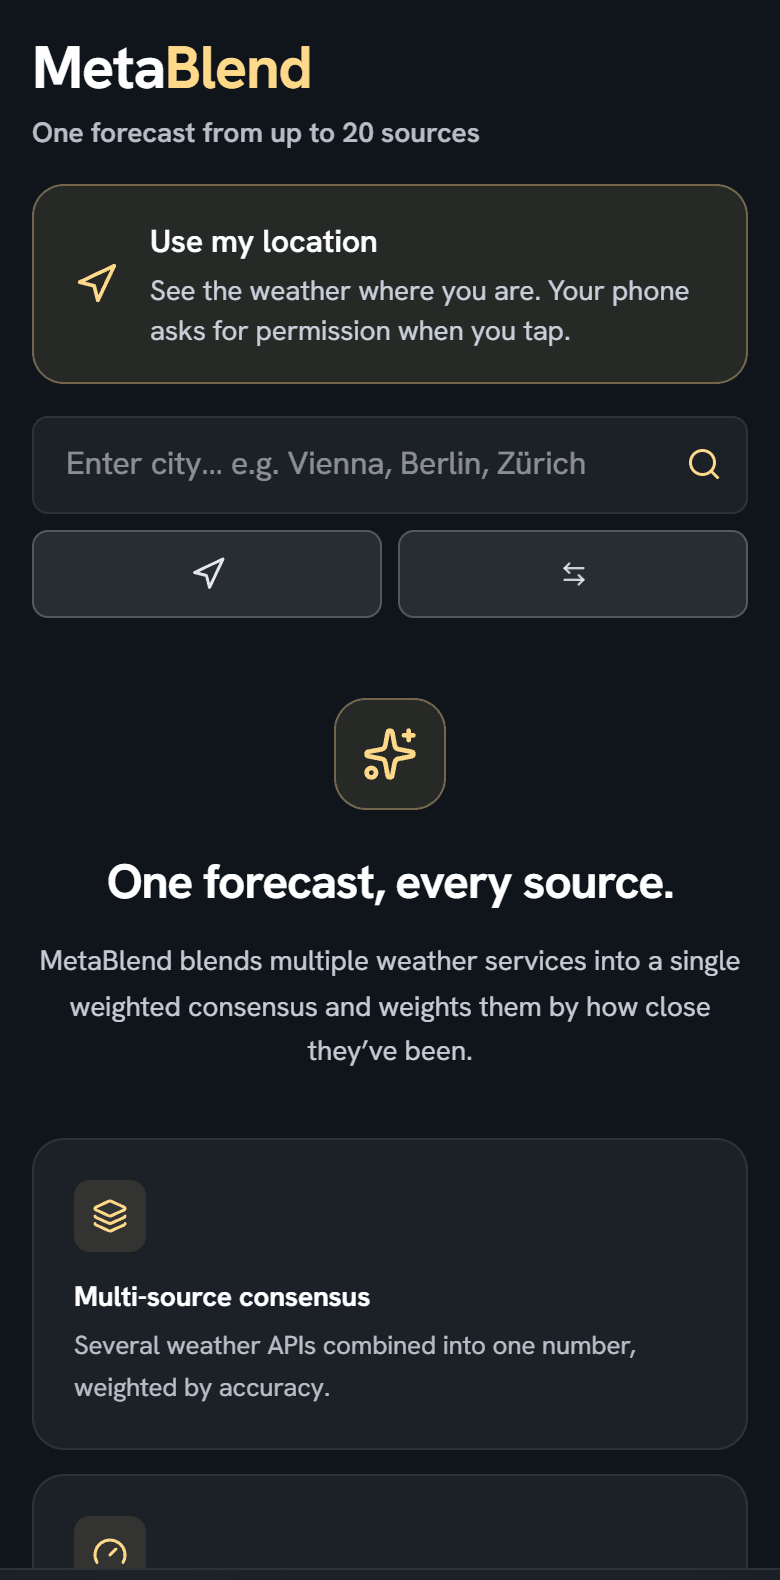 MetaBlend
One forecast from up to 20 sources
Use my location
See the weather where you are. Your phone
asks for permission when you tap.
Enter city... e.g. Vienna, Berlin, Zürich
One forecast, every source.
MetaBlend blends multiple weather services into a single
weighted consensus and weights them by how close
they’ve been.
Multi-source consensus
Several weather APIs combined into one number,
weighted by accuracy.